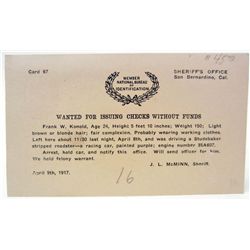 Card 67
SHERIFF'S OFFICE
San Bernardino, Cal.
MEMBER
NATIONAL BUREAU
OF
IDENTIFICATION
WANTED FOR ISSUING CHECKS WITHOUT FUNDS
Frank W. Konold, Age 24, Height 5 feet 10 inches; Weight 150; Light
brown or blonde hair; fair complexion. Probably wearing working clothes.
Left here about 11/30 last night, April 8th, and was driving a Studebaker
stripped roadster—a racing car, painted purple; engine number 35A607.
Arrest, hold car, and notify this office. Will send officer for him.
We hold felony warrant.
J. L. McMINN, Sheriff.
April 9th, 1917.
16